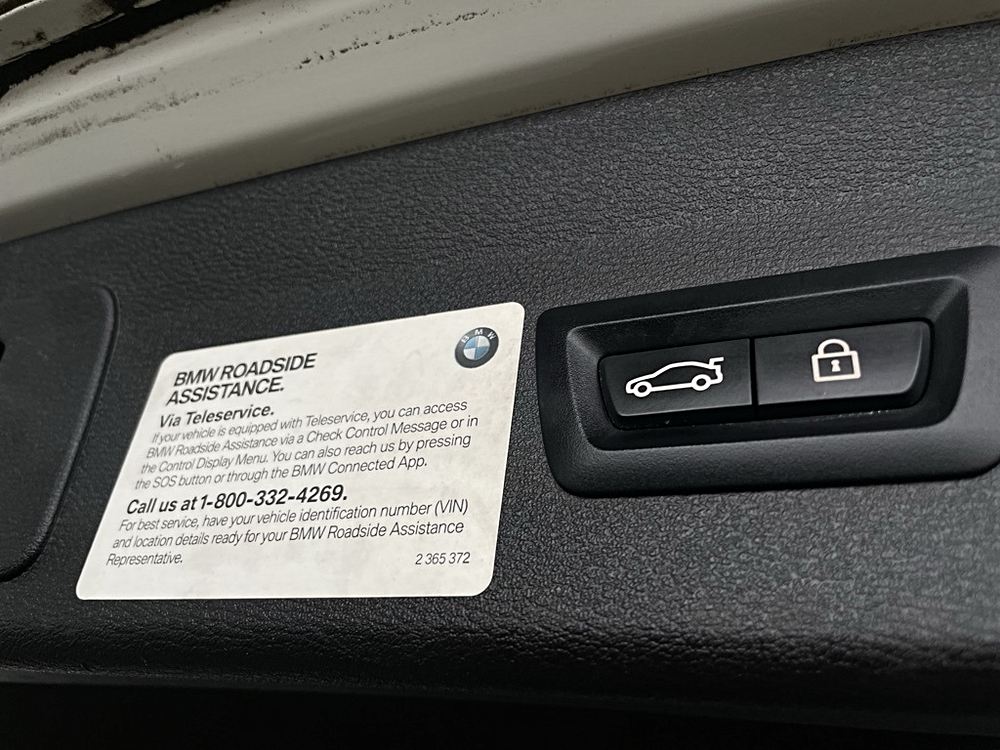 BMW ROADSIDE
ASSISTANCE.
BMW
Via Teleservice.
If your vehicle is equipped with Teleservice, you can access
BMW Roadside Assistance via a Check Control Message or in
the Control Display Menu. You can also reach us by pressing
the SOS button or through the BMW Connected App.
Call us at 1-800-332-4269.
For best service, have your vehicle identification number (VIN)
and location details ready for your BMW Roadside Assistance
Representative.
2 365 372